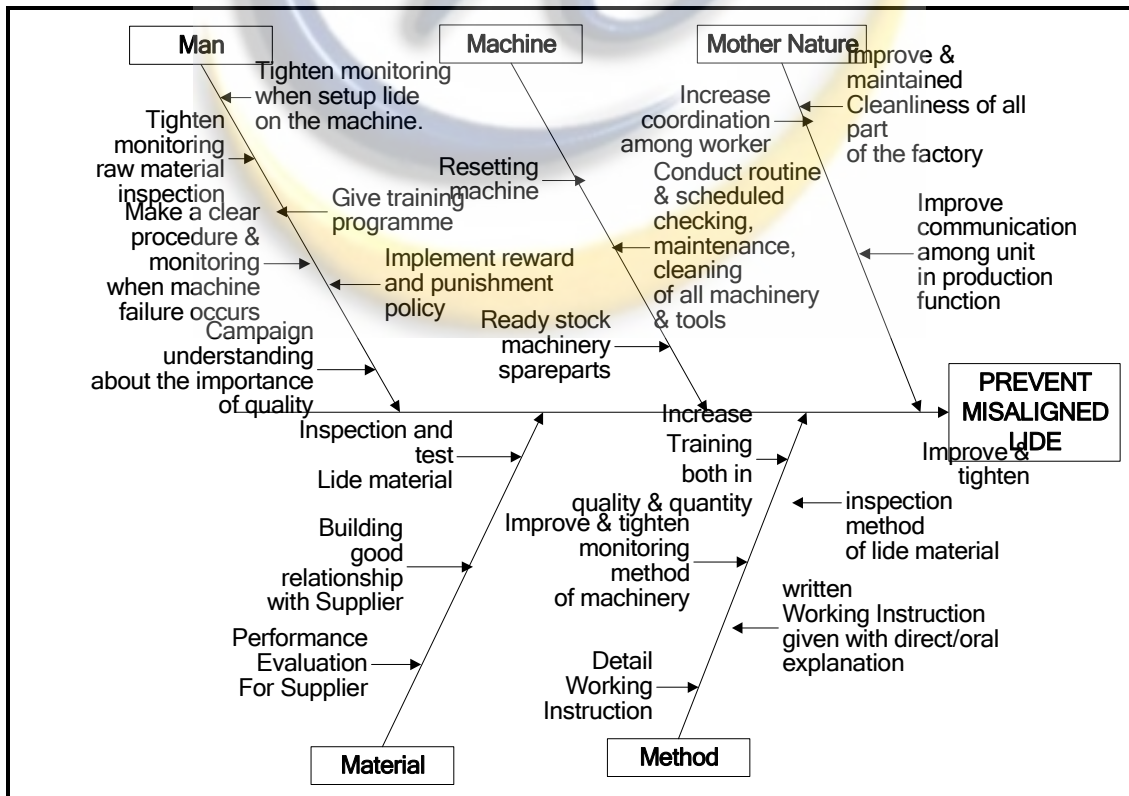 Man
Machine
Mother Nature
Tighten monitoring
when setup lide
on the machine.
Tighten
monitoring
raw material
inspection
Give training
programme
Make a clear
procedure &
monitoring
when machine
failure occurs
Implement reward
and punishment
policy
Campaign
understanding
about the importance
of quality
Resetting
machine
Conduct routine
& scheduled
checking,
maintenance,
cleaning
of all machinery
& tools
Ready stock
machinery
spareparts
Improve &
maintained
Cleanliness of all
part
of the factory
Increase
coordination
among worker
Improve
communication
among unit
in production
function
PREVENT
MISALIGNED
LIDE
Inspection and
test
Lide material
Building
good
relationship
with Supplier
Performance
Evaluation
For Supplier
Material
Increase
Training
both in
quality & quantity
Improve &
tighten
inspection
method
of lide material
Improve & tighten
monitoring
method
of machinery
written
Working Instruction
given with direct/oral
explanation
Detail
Working
Instruction
Method